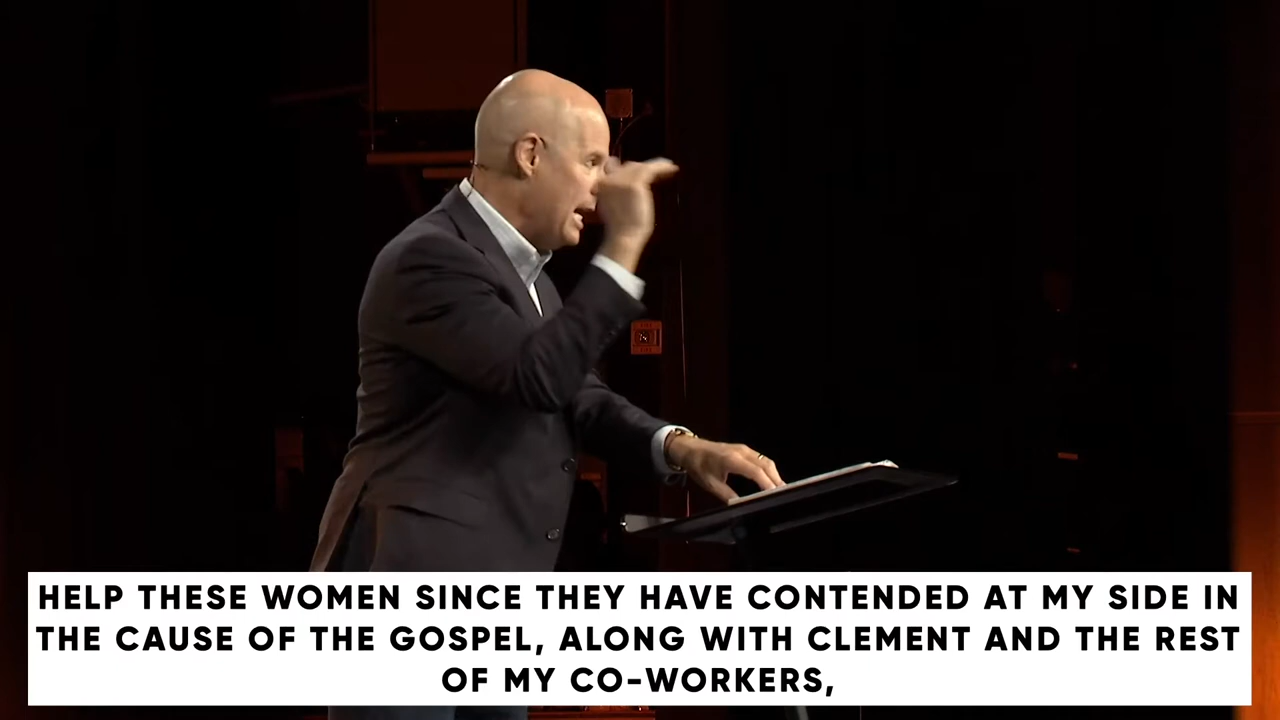 HELP THESE WOMEN SINCE THEY HAVE CONTENDED AT MY SIDE IN
THE CAUSE OF THE GOSPEL, ALONG WITH CLEMENT AND THE REST
OF MY CO-WORKERS,